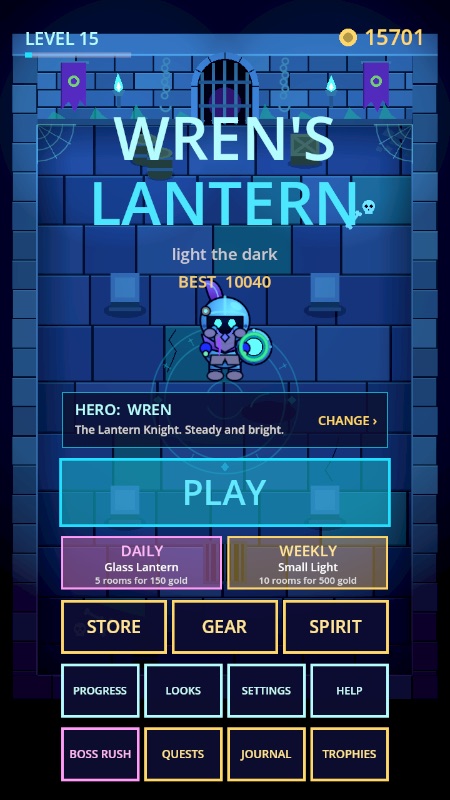 LEVEL 15
15701
WREN'S
LANTERN
light the dark
BEST 10040
HERO: WREN
The Lantern Knight. Steady and bright.
CHANGE ›
PLAY
DAILY
Glass Lantern
5 rooms for 150 gold
WEEKLY
Small Light
10 rooms for 500 gold
STORE
GEAR
SPIRIT
PROGRESS
LOOKS
SETTINGS
HELP
BOSS RUSH
QUESTS
JOURNAL
TROPHIES